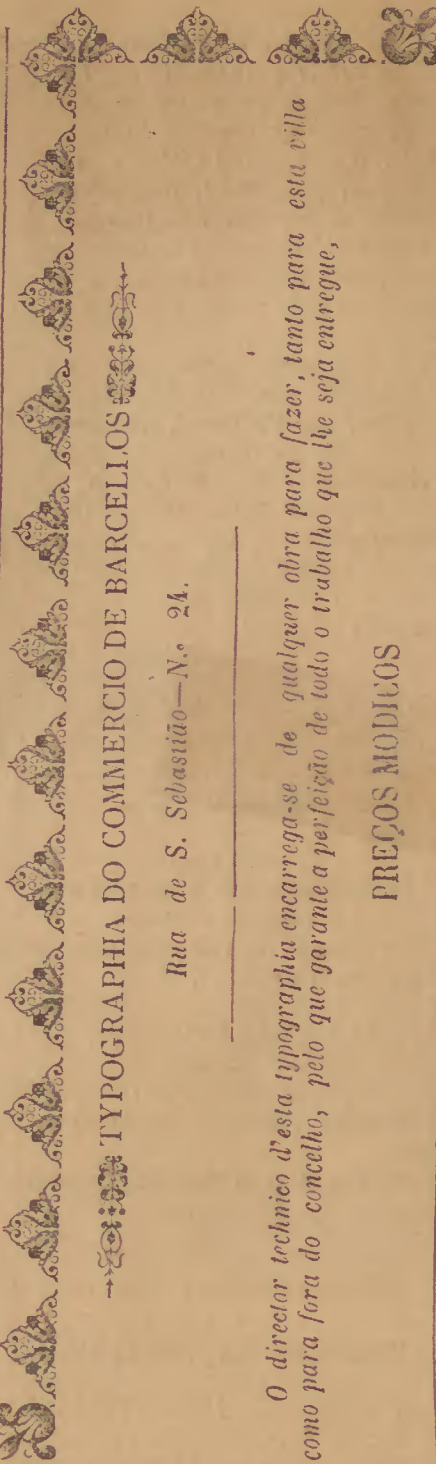 TYPOGRAPHIA DO COMMERCIO DE BARCELLOS
Rua de S. Sebastião—N.º 24.
O director technico d'esta typographia encarrega-se de qualquer obra para fazer, tanto para esta villa
como para fora do concelho, pelo que garante a perfeição de todo o trabalho que lhe seja entregue,
PREÇOS MODICOS